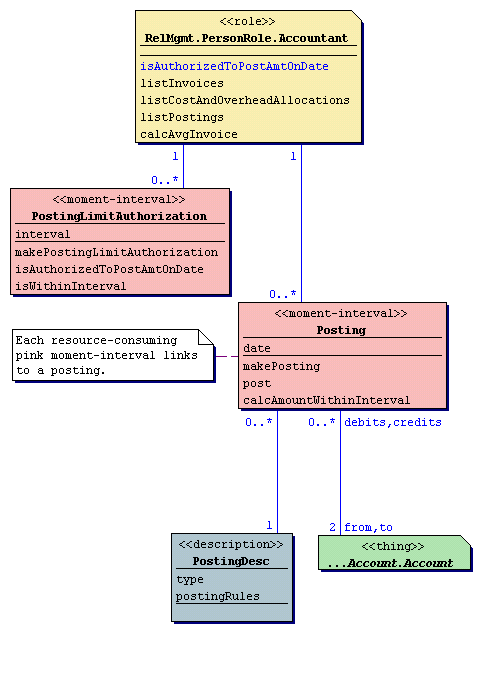 <<role>>
RelMgmt.PersonRole.Accountant
isAuthorizedToPostAmtOnDate
listInvoices
listCostAndOverheadAllocations
listPostings
calcAvgInvoice
1
1
0..*
<<moment-interval>>
PostingLimitAuthorization
interval
makePostingLimitAuthorization
isAuthorizedToPostAmtOnDate
isWithinInterval
0..*
<<moment-interval>>
Posting
date
makePosting
post
calcAmountWithinInterval
Each resource-consuming
pink moment-interval links
to a posting.
0..*
0..* debits,credits
1
2 from,to
<<description>>
PostingDesc
type
postingRules
<<thing>>
...Account.Account